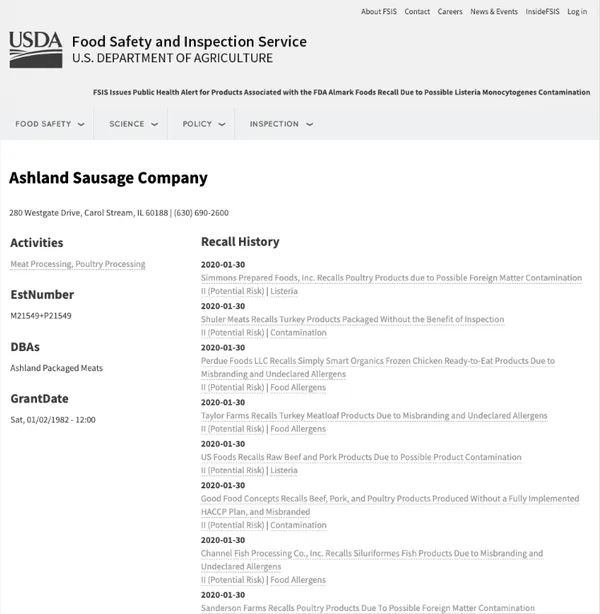 About FSIS Contact Careers News & Events InsideFSIS Log in
USDA
Food Safety and Inspection Service
U.S. DEPARTMENT OF AGRICULTURE
FSIS Issues Public Health Alert for Products Associated with the FDA Almark Foods Recall Due to Possible Listeria Monocytogenes Contamination
FOOD SAFETY SCIENCE POLICY INSPECTION
Ashland Sausage Company
280 Westgate Drive, Carol Stream, IL 60188 | (630) 690-2600
Activities
Meat Processing, Poultry Processing
EstNumber
M21549+P21549
DBAs
Ashland Packaged Meats
GrantDate
Sat, 01/02/1982 - 12:00
Recall History
2020-01-30
Simmons Prepared Foods, Inc. Recalls Poultry Products due to Possible Foreign Matter Contamination
II (Potential Risk) | Listeria
2020-01-30
Shuler Meats Recalls Turkey Products Packaged Without the Benefit of Inspection
II (Potential Risk) | Contamination
2020-01-30
Perdue Foods LLC Recalls Simply Smart Organics Frozen Chicken Ready-to-Eat Products Due to
Misbranding and Undeclared Allergens
II (Potential Risk) | Food Allergens
2020-01-30
Taylor Farms Recalls Turkey Meatloaf Products Due to Misbranding and Undeclared Allergens
II (Potential Risk) | Food Allergens
2020-01-30
US Foods Recalls Raw Beef and Pork Products Due to Possible Product Contamination
II (Potential Risk) | Listeria
2020-01-30
Good Food Concepts Recalls Beef, Pork, and Poultry Products Produced Without a Fully Implemented
HACCP Plan, and Misbranded
II (Potential Risk) | Contamination
2020-01-30
Channel Fish Processing Co., Inc. Recalls Siluriformes Fish Products Due to Misbranding and
Undeclared Allergens
II (Potential Risk) | Food Allergens
2020-01-30
Sanderson Farms Recalls Poultry Products Due To Possible Foreign Matter Contamination